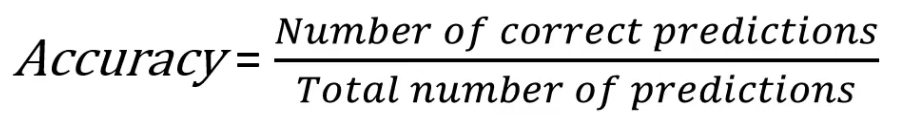 Accuracy = Number of correct predictions
Total number of predictions